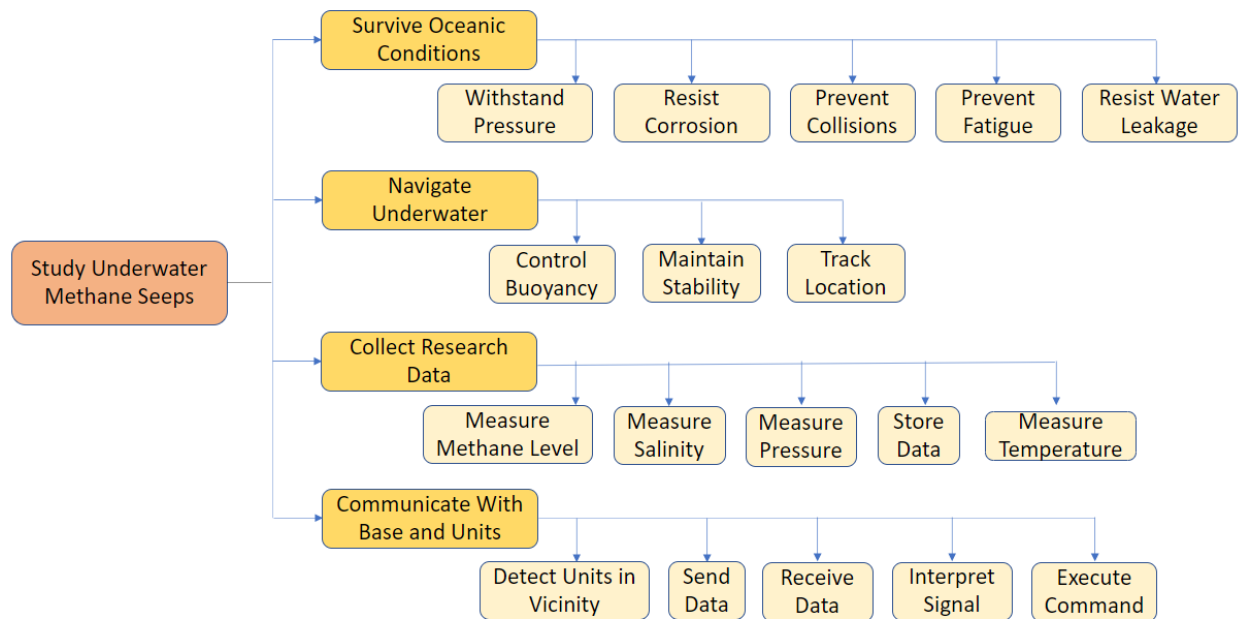 Survive Oceanic
Conditions
Withstand
Pressure
Resist
Corrosion
Prevent
Collisions
Prevent
Fatigue
Resist Water
Leakage
Navigate
Underwater
Control
Buoyancy
Maintain
Stability
Track
Location
Study Underwater
Methane Seeps
Collect Research
Data
Measure
Methane Level
Measure
Salinity
Measure
Pressure
Store
Data
Measure
Temperature
Communicate With
Base and Units
Detect Units in
Vicinity
Send
Data
Receive
Data
Interpret
Signal
Execute
Command